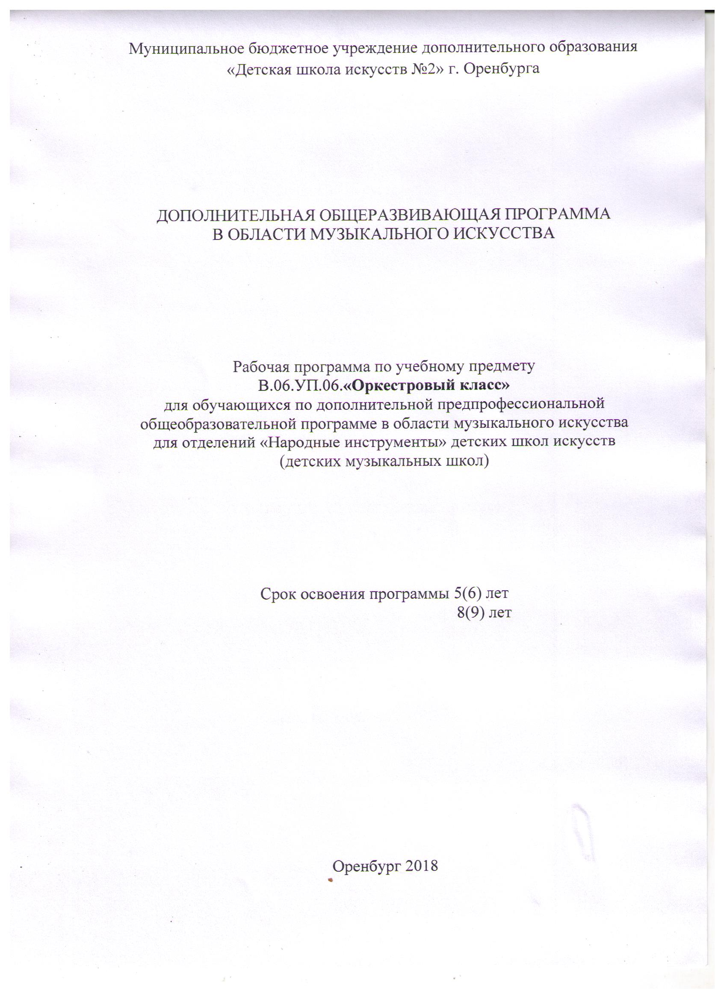 Муниципальное бюджетное учреждение дополнительного образования
«Детская школа искусств №2» г. Оренбурга
ДОПОЛНИТЕЛЬНАЯ ОБЩЕРАЗВИВАЮЩАЯ ПРОГРАММА
В ОБЛАСТИ МУЗЫКАЛЬНОГО ИСКУССТВА
Рабочая программа по учебному предмету
В.06.УП.06.«Оркестровый класс»
для обучающихся по дополнительной предпрофессиональной
общеобразовательной программе в области музыкального искусства
для отделений «Народные инструменты» детских школ искусств
(детских музыкальных школ)
Срок освоения программы 5(6) лет
8(9) лет
Оренбург 2018